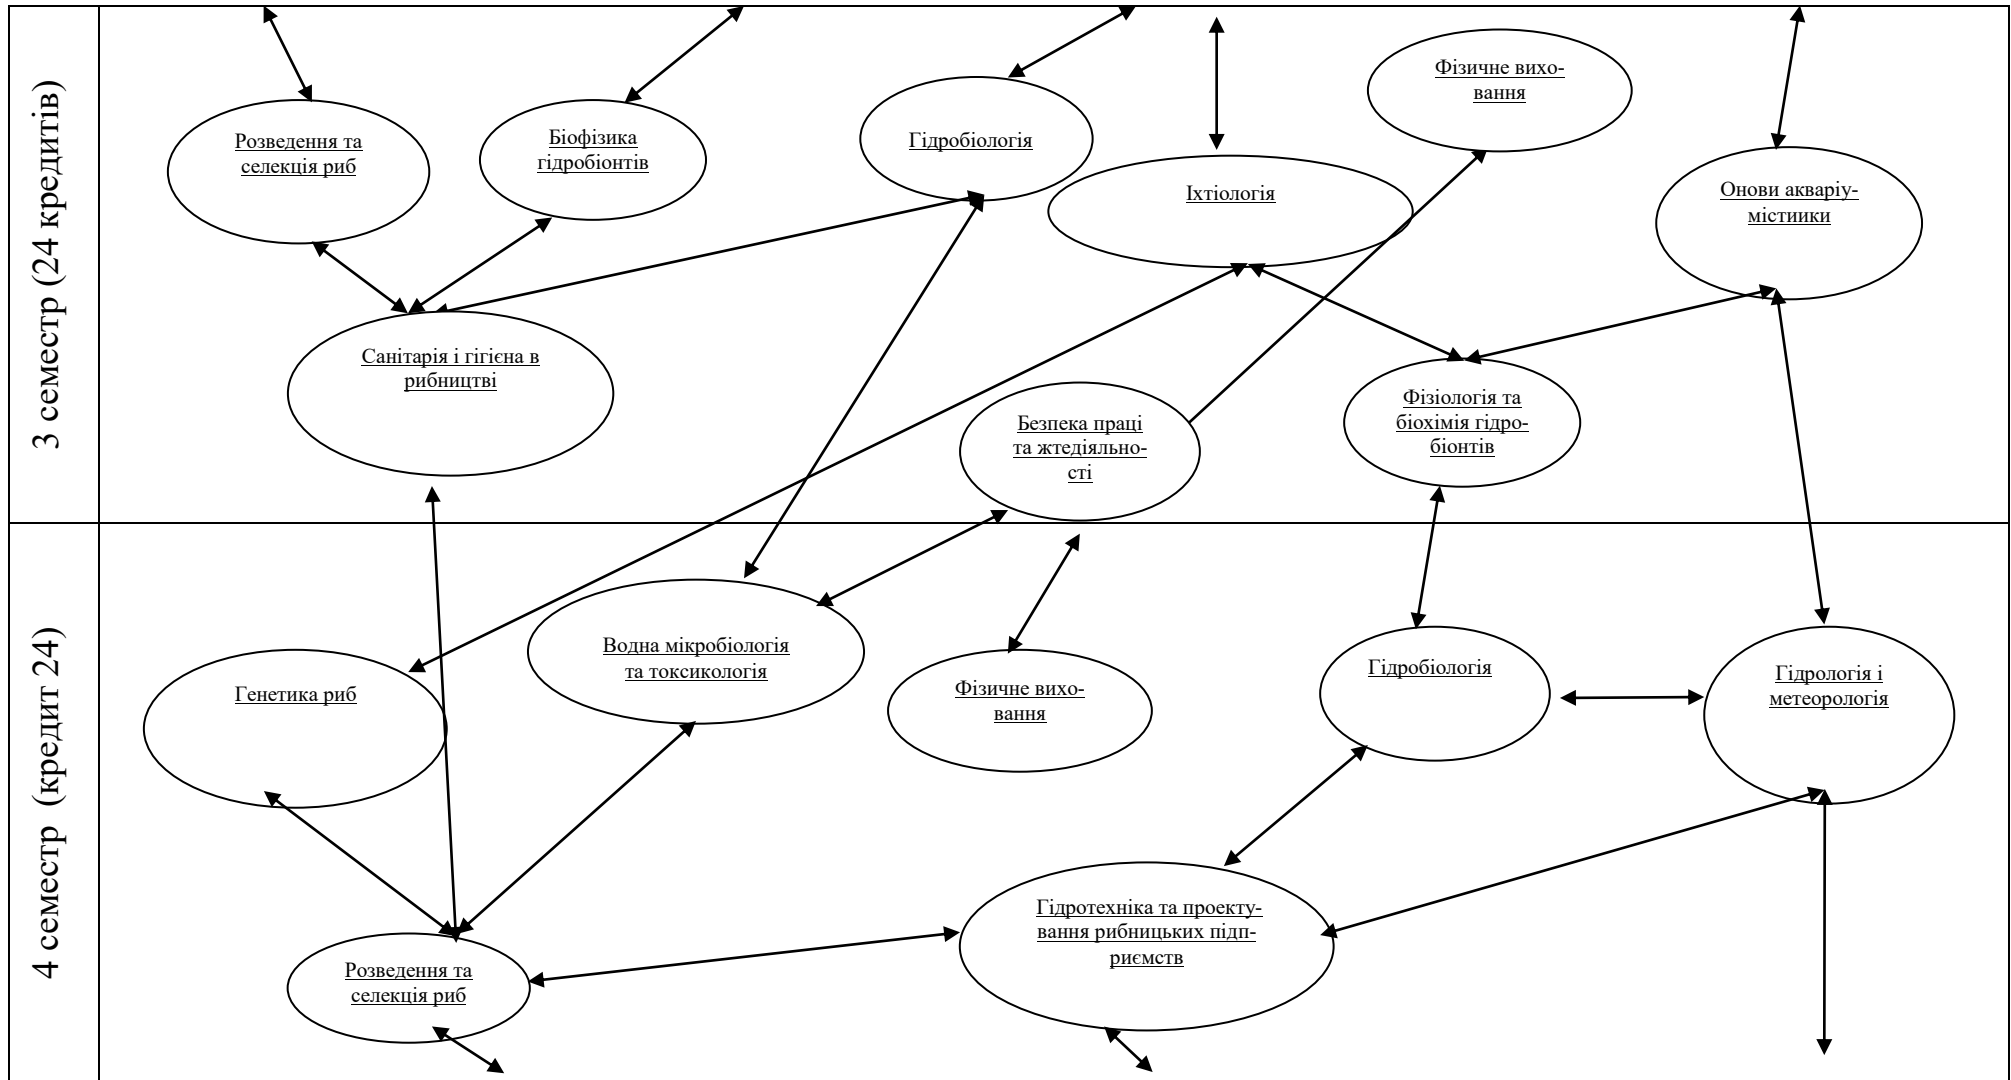 3 семестр (24 кредитів)
Розведення та
селекція риб
Біофізика
гідробіонтів
Гідробіологія
Іхтіологія
Фізичне вихо-
вання
Онови акваріу-
містиики
Санітарія і гігієна в
рибництві
Безпека праці
та жтедіяльно-
сті
Фізіологія та
біохімія гідро-
біонтів
4 семестр (кредит 24)
Генетика риб
Водна мікробіологія
та токсикологія
Фізичне вихо-
вання
Гідробіологія
Гідрологія і
метеорологія
Розведення та
селекція риб
Гідротехніка та проекту-
вання рибницьких підп-
риємств